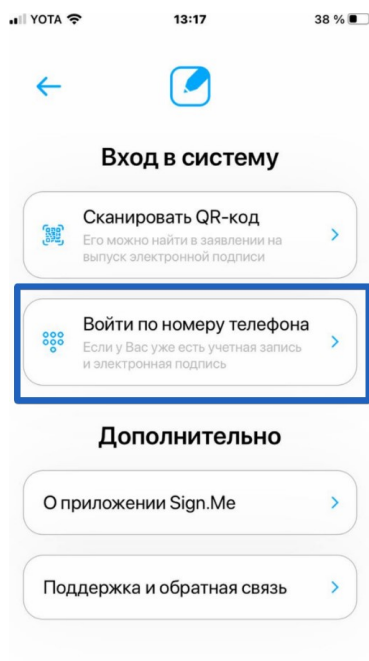 YOTA 13:17 38 %
Вход в систему
Сканировать QR-код
Его можно найти в заявлении на
выпуск электронной подписи
Войти по номеру телефона
Если у Вас уже есть учетная запись
и электронная подпись
Дополнительно
О приложении Sign.Me
Поддержка и обратная связь